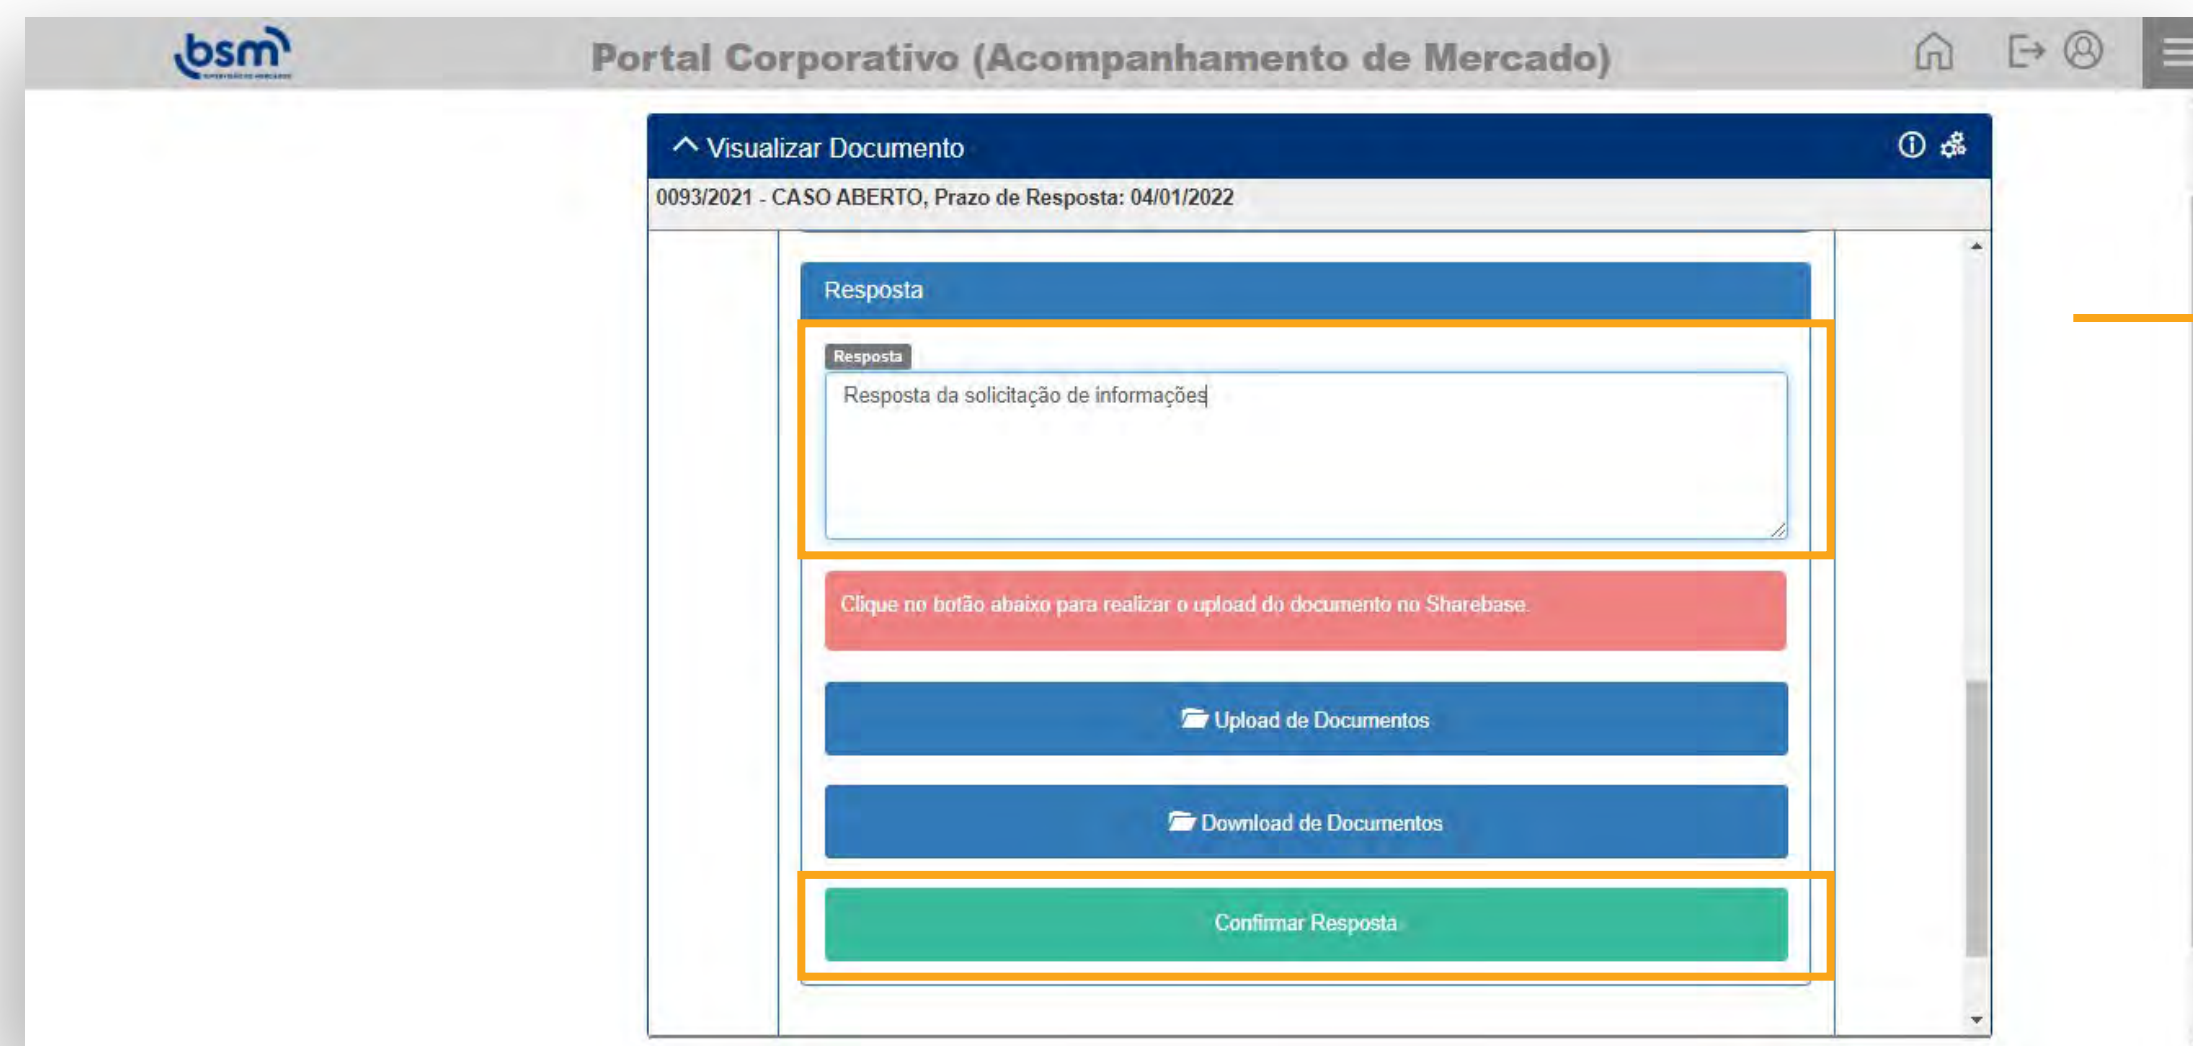 bsm
Portal Corporativo (Acompanhamento de Mercado)
Visualizar Documento
0093/2021 - CASO ABERTO, Prazo de Resposta: 04/01/2022
Resposta
Resposta
Resposta da solicitação de informações
Clique no botão abaixo para realizar o upload do documento no Sharebase.
Upload de Documentos
Download de Documentos
Confirmar Resposta